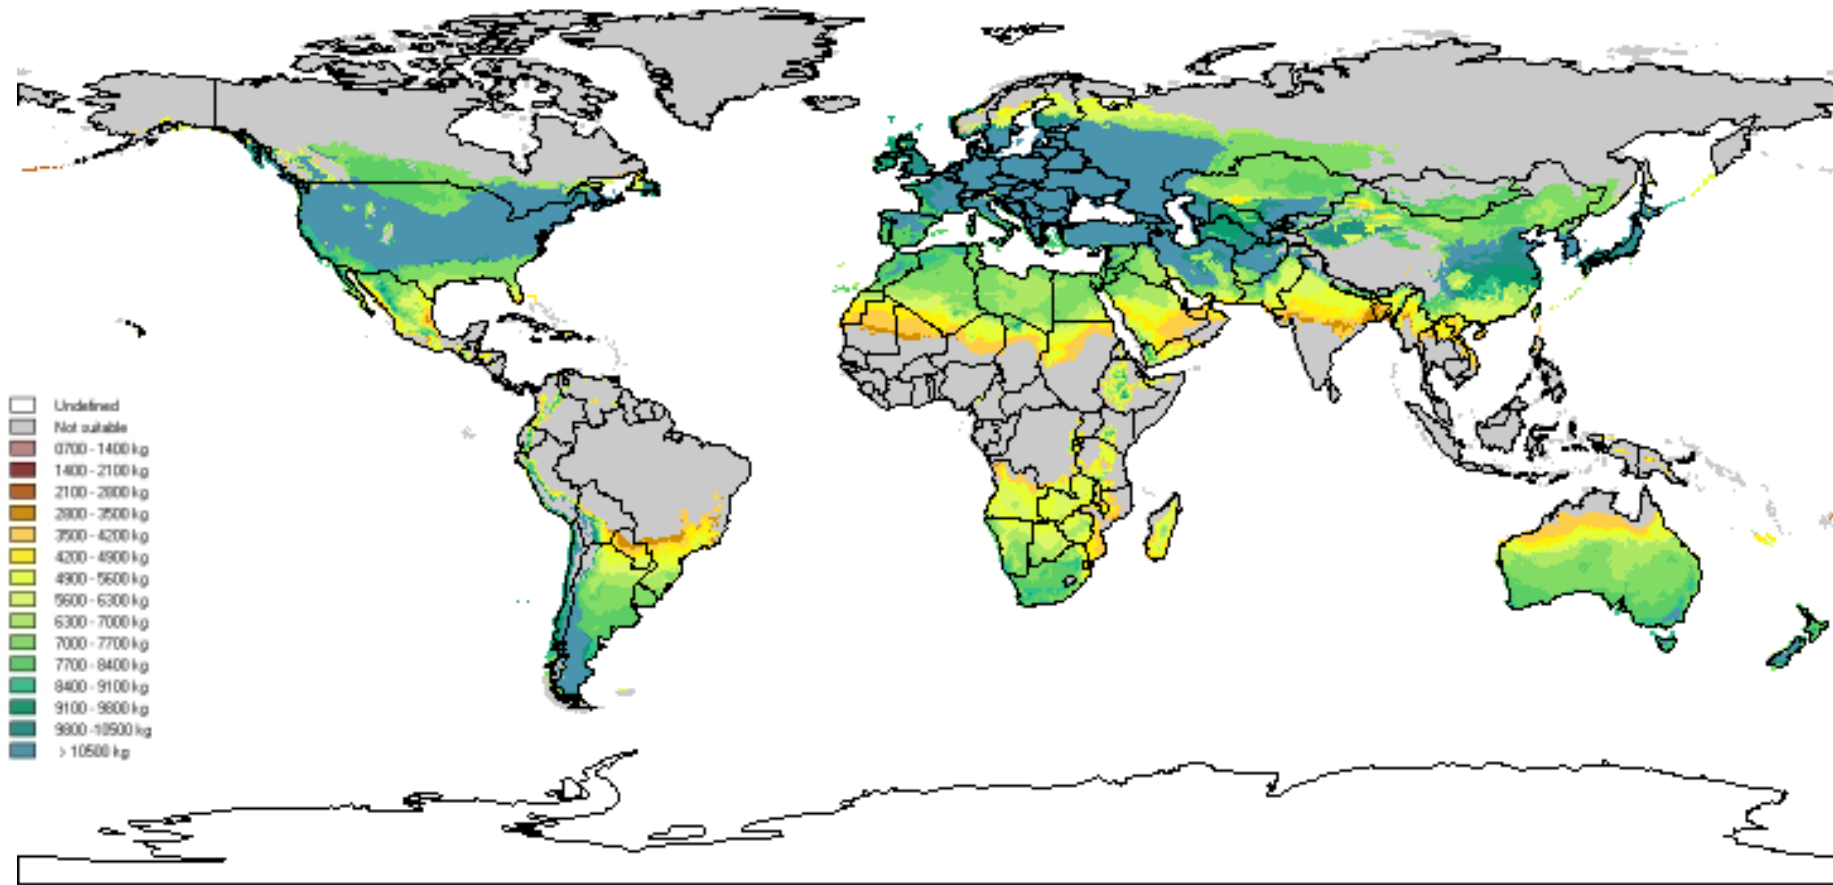 Undefined
Not suitable
0700 - 1400 kg
1400 - 2100 kg
2100 - 2800 kg
2800 - 3500 kg
3500 - 4200 kg
4200 - 4900 kg
4900 - 5600 kg
5600 - 6300 kg
6300 - 7000 kg
7000 - 7700 kg
7700 - 8400 kg
8400 - 9100 kg
9100 - 9800 kg
9800 -10500 kg
> 10500 kg